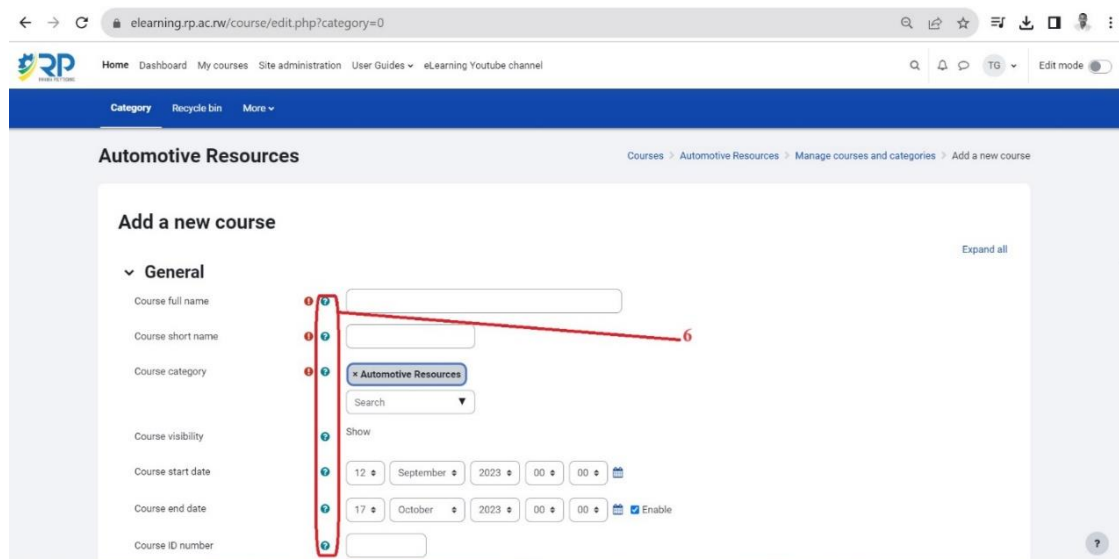 elearning.rp.ac.rw/course/edit.php?category=0
RP
Home Dashboard My courses Site administration User Guides eLearning Youtube channel TG Edit mode
Category Recycle bin More
Automotive Resources Courses > Automotive Resources > Manage courses and categories > Add a new course
Add a new course
Expand all
General
Course full name ! ?
Course short name ! ? 6
Course category ! ? × Automotive Resources
Search ▼
Course visibility ? Show
Course start date ? 12 September 2023 00 00
Course end date ? 17 October 2023 00 00 Enable
Course ID number ? ?